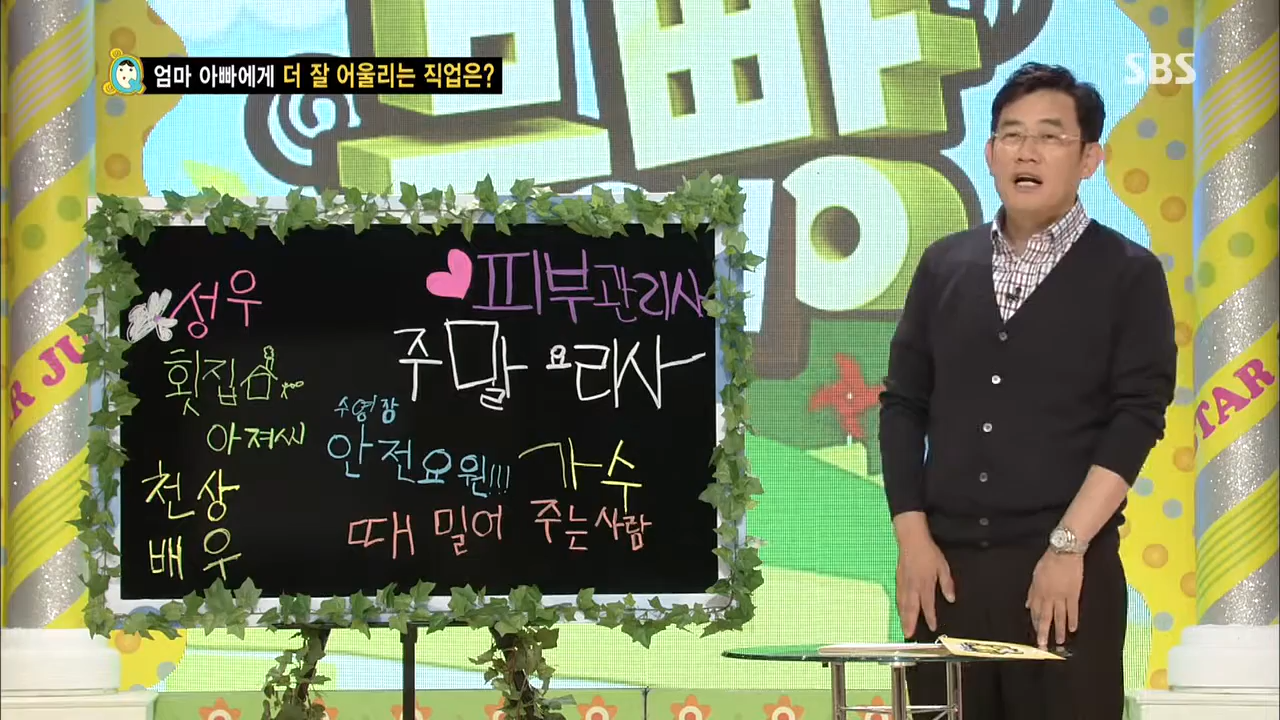 엄마 아빠에게 더 잘 어울리는 직업은?
SBS
성우
피부관리사
주말 요리사
횟집
아져씨
수영장
안전요원!!!
가수
천상
배우
때 밀어 주는사람
STAR